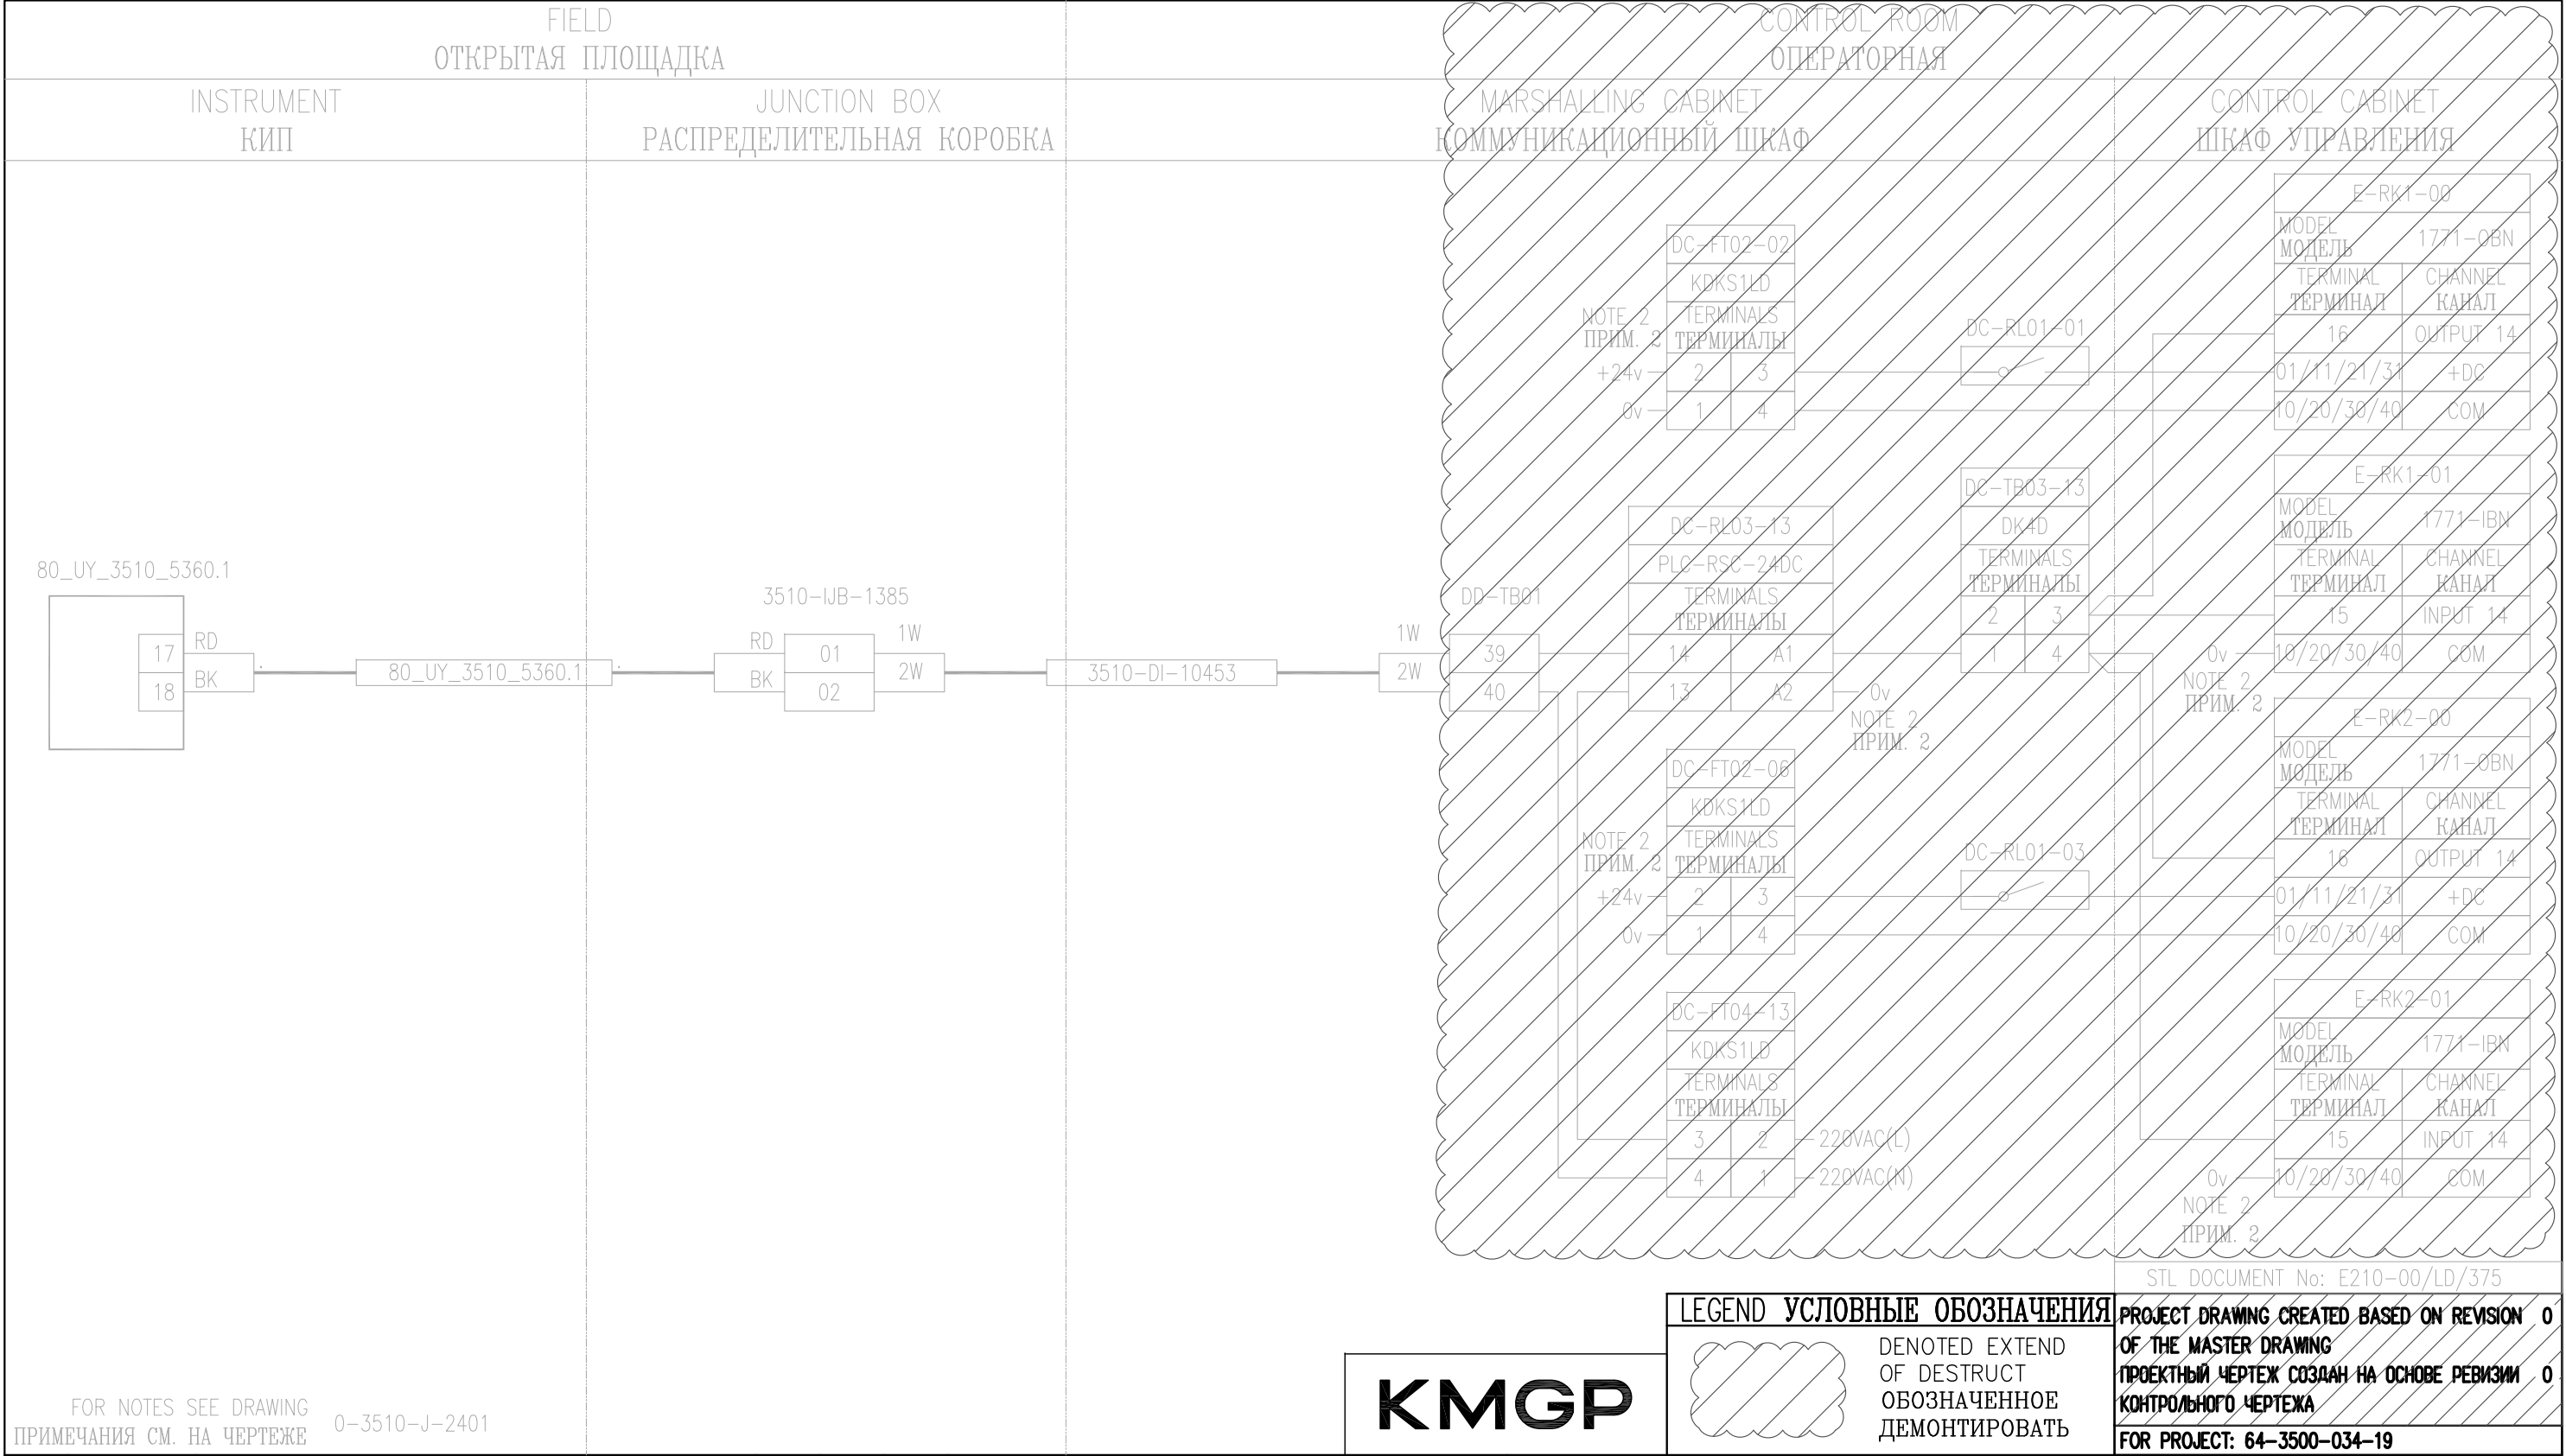 FIELD
ОТКРЫТАЯ ПЛОЩАДКА
CONTROL ROOM
ОПЕРАТОРНАЯ
INSTRUMENT
КИП
JUNCTION BOX
РАСПРЕДЕЛИТЕЛЬНАЯ КОРОБКА
MARSHALLING CABINET
КОММУНИКАЦИОННЫЙ ШКАФ
CONTROL CABINET
ШКАФ УПРАВЛЕНИЯ
80_UY_3510_5360.1
17 RD
18 BK
80_UY_3510_5360.1
3510-IJB-1385
RD 01 1W
BK 02 2W
3510-DI-10453
1W
2W
DD-TB01
39
40
DC-FT02-02
KDKS1LD
TERMINALS
ТЕРМИНАЛЫ
NOTE 2
ПРИМ. 2
+24v 2 3
0v 1 4
DC-RL01-01
DC-RL03-13
PLC-RSC-24DC
TERMINALS
ТЕРМИНАЛЫ
14 A1
13 A2 0v
NOTE 2
ПРИМ. 2
DC-TB03-13
DK4D
TERMINALS
ТЕРМИНАЛЫ
2 3
1 4
DC-FT02-06
KDKS1LD
TERMINALS
ТЕРМИНАЛЫ
NOTE 2
ПРИМ. 2
+24v 2 3
0v 1 4
DC-RL01-03
DC-FT04-13
KDKS1LD
TERMINALS
ТЕРМИНАЛЫ
3 2 220VAC(L)
4 1 220VAC(N)
E-RK1-00
MODEL
МОДЕЛЬ
1771-OBN
TERMINAL CHANNEL
ТЕРМИНАЛ КАНАЛ
16 OUTPUT 14
01/11/21/31 +DC
10/20/30/40 COM
E-RK1-01
MODEL
МОДЕЛЬ
1771-IBN
TERMINAL CHANNEL
ТЕРМИНАЛ КАНАЛ
15 INPUT 14
0v 10/20/30/40 COM
NOTE 2
ПРИМ. 2
E-RK2-00
MODEL
МОДЕЛЬ
1771-OBN
TERMINAL CHANNEL
ТЕРМИНАЛ КАНАЛ
16 OUTPUT 14
01/11/21/31 +DC
10/20/30/40 COM
E-RK2-01
MODEL
МОДЕЛЬ
1771-IBN
TERMINAL CHANNEL
ТЕРМИНАЛ КАНАЛ
15 INPUT 14
0v 10/20/30/40 COM
NOTE 2
ПРИМ. 2
STL DOCUMENT No: E210-00/LD/375
LEGEND УСЛОВНЫЕ ОБОЗНАЧЕНИЯ
DENOTED EXTEND
OF DESTRUCT
ОБОЗНАЧЕННОЕ
ДЕМОНТИРОВАТЬ
PROJECT DRAWING CREATED BASED ON REVISION 0
OF THE MASTER DRAWING
ПРОЕКТНЫЙ ЧЕРТЕЖ СОЗДАН НА ОСНОВЕ РЕВИЗИИ 0
КОНТРОЛЬНОГО ЧЕРТЕЖА
FOR PROJECT: 64-3500-034-19
KMGP
FOR NOTES SEE DRAWING
ПРИМЕЧАНИЯ СМ. НА ЧЕРТЕЖЕ
0-3510-J-2401